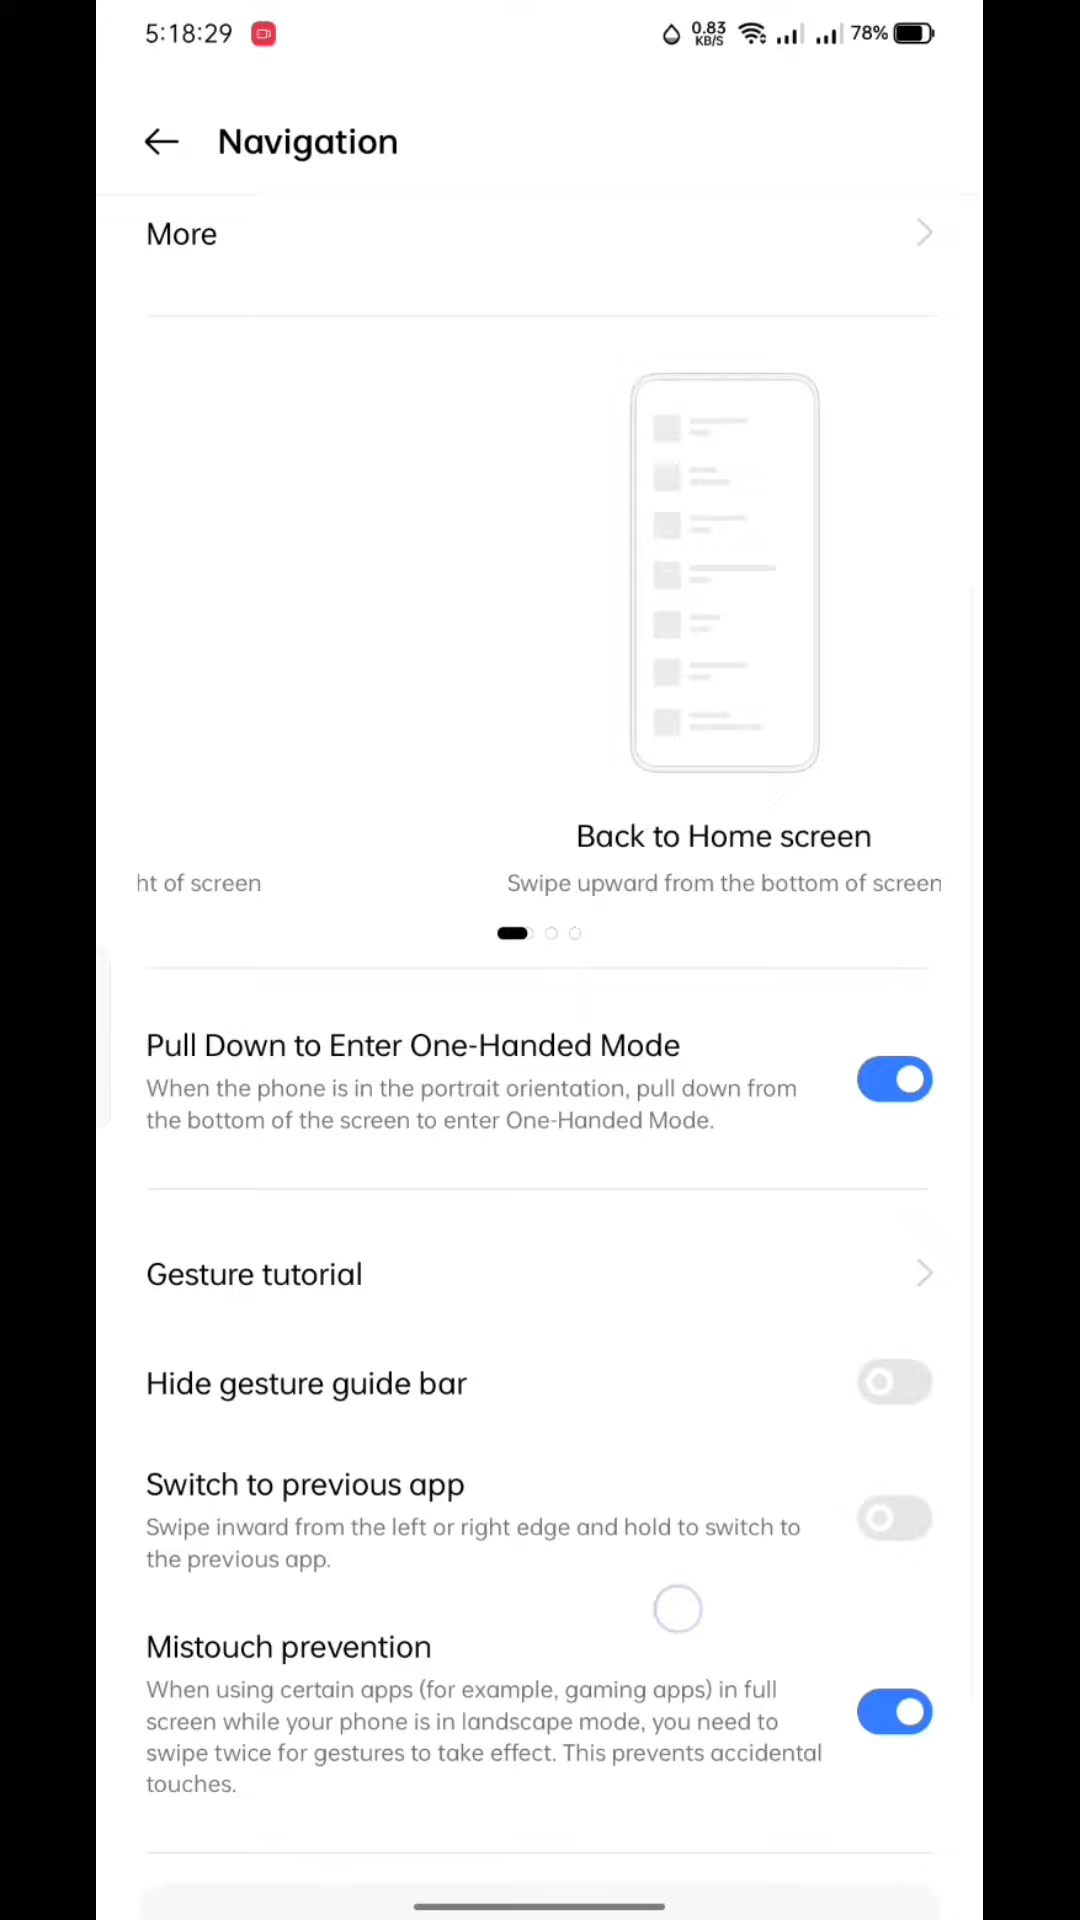 5:18:29
0.83
KB/S
78%
Navigation
More
Back to Home screen
ht of screen
Swipe upward from the bottom of screen
Pull Down to Enter One-Handed Mode
When the phone is in the portrait orientation, pull down from
the bottom of the screen to enter One-Handed Mode.
Gesture tutorial
Hide gesture guide bar
Switch to previous app
Swipe inward from the left or right edge and hold to switch to
the previous app.
Mistouch prevention
When using certain apps (for example, gaming apps) in full
screen while your phone is in landscape mode, you need to
swipe twice for gestures to take effect. This prevents accidental
touches.